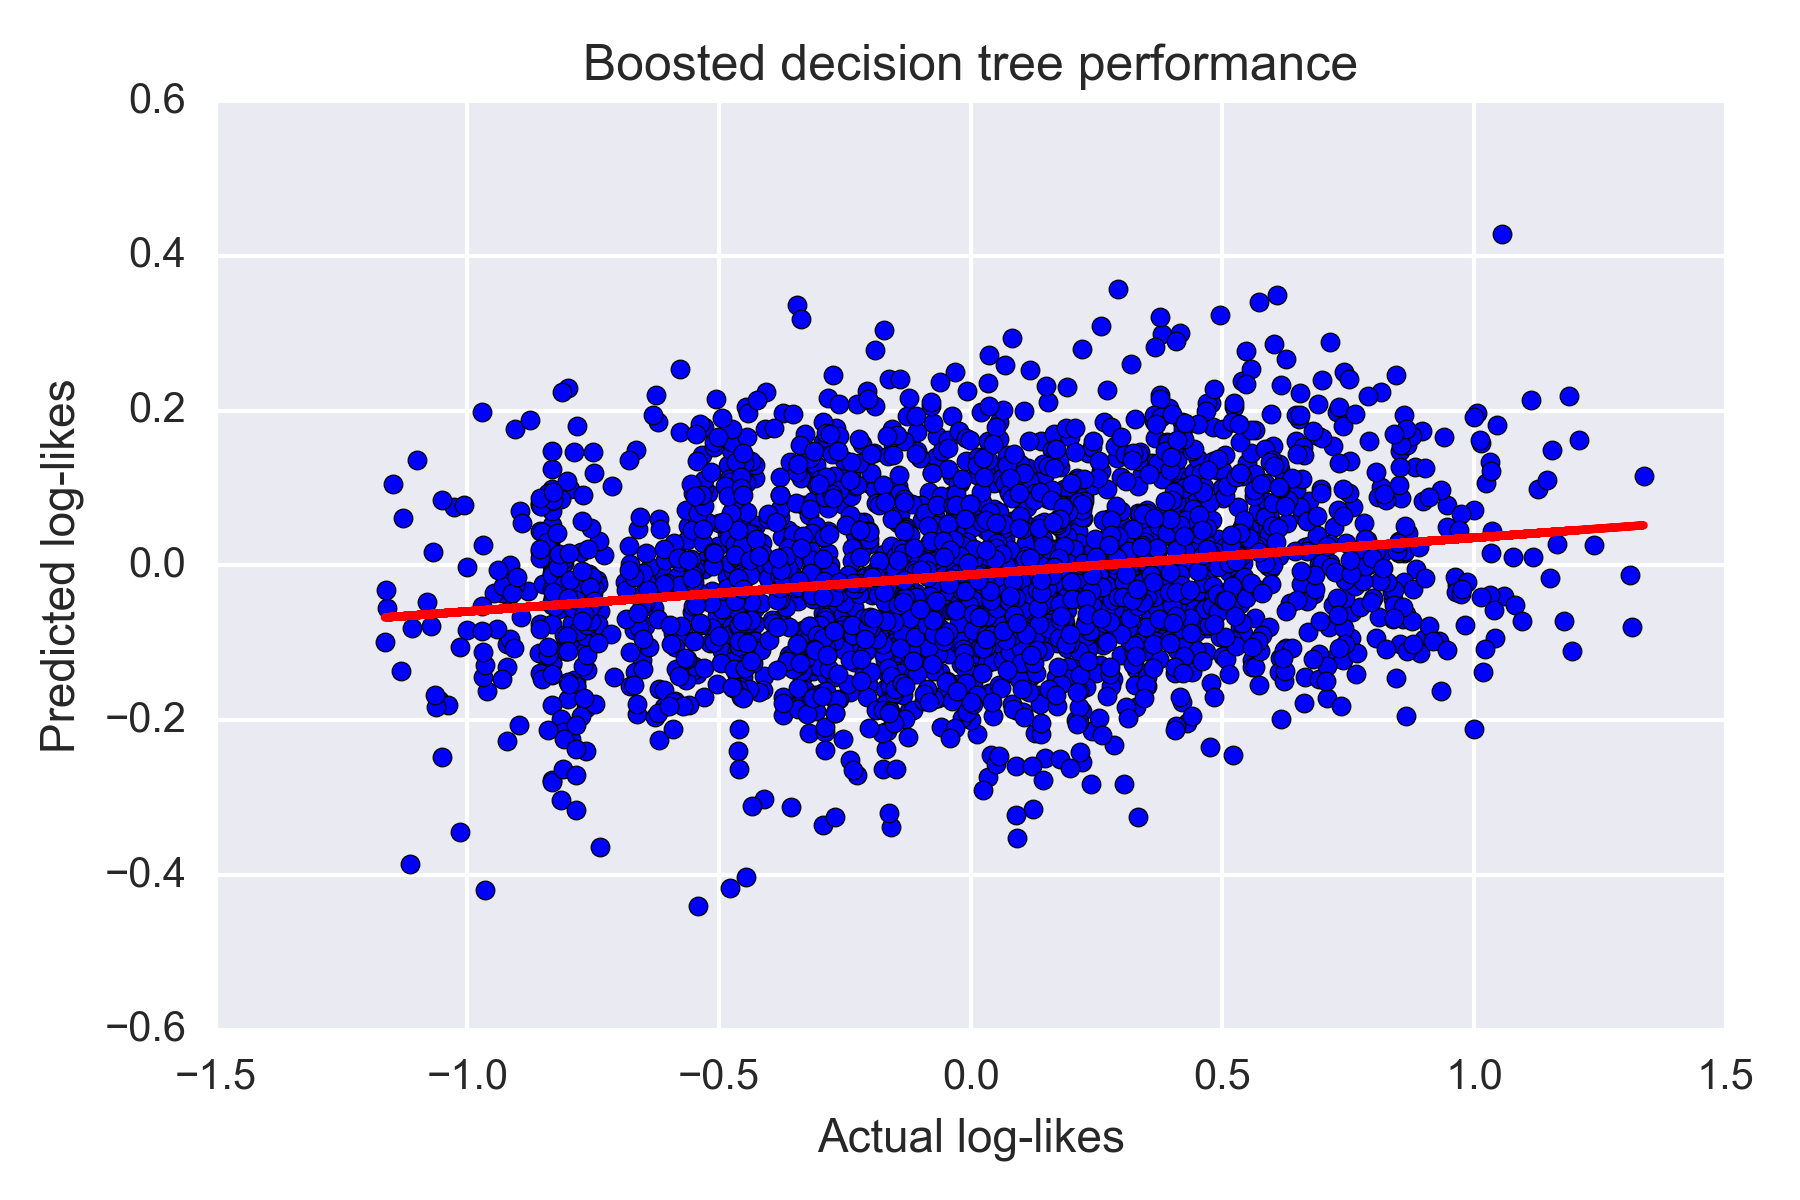 Boosted decision tree performance
0.6
0.4
0.2
0.0
−0.2
−0.4
−0.6
Predicted log-likes
−1.5 −1.0 −0.5 0.0 0.5 1.0 1.5
Actual log-likes